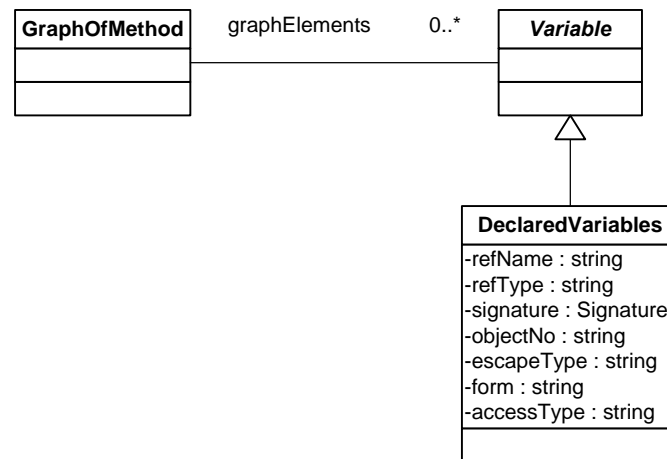 GraphOfMethod graphElements 0..* Variable
DeclaredVariables
-refName : string
-refType : string
-signature : Signature
-objectNo : string
-escapeType : string
-form : string
-accessType : string